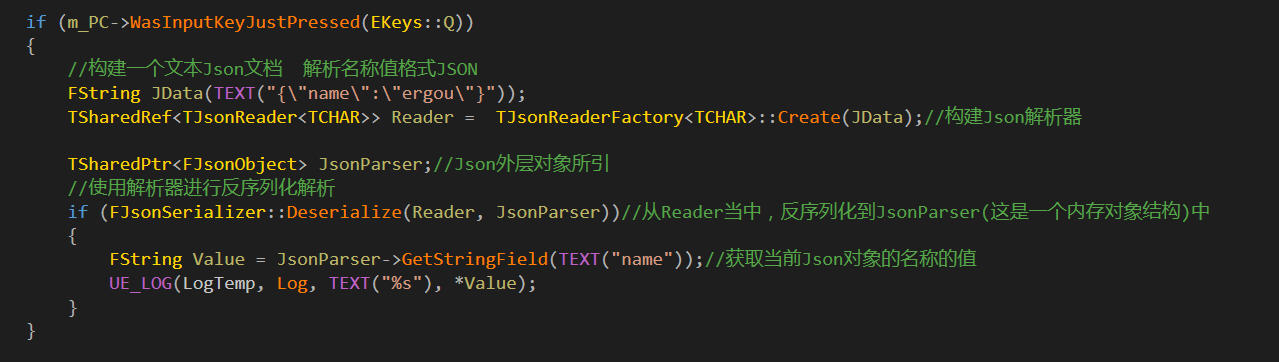 if (m_PC->WasInputKeyJustPressed(EKeys::Q))
{
//构建一个文本Json文档  解析名称值格式JSON
FString JData(TEXT("{\"name\":\"ergou\"}"));
TSharedRef<TJsonReader<TCHAR>> Reader =  TJsonReaderFactory<TCHAR>::Create(JData);//构建Json解析器
TSharedPtr<FJsonObject> JsonParser;//Json外层对象所引
//使用解析器进行反序列化解析
if (FJsonSerializer::Deserialize(Reader, JsonParser))//从Reader当中，反序列化到JsonParser(这是一个内存对象结构)中
{
FString Value = JsonParser->GetStringField(TEXT("name"));//获取当前Json对象的名称的值
UE_LOG(LogTemp, Log, TEXT("%s"), *Value);
}
}